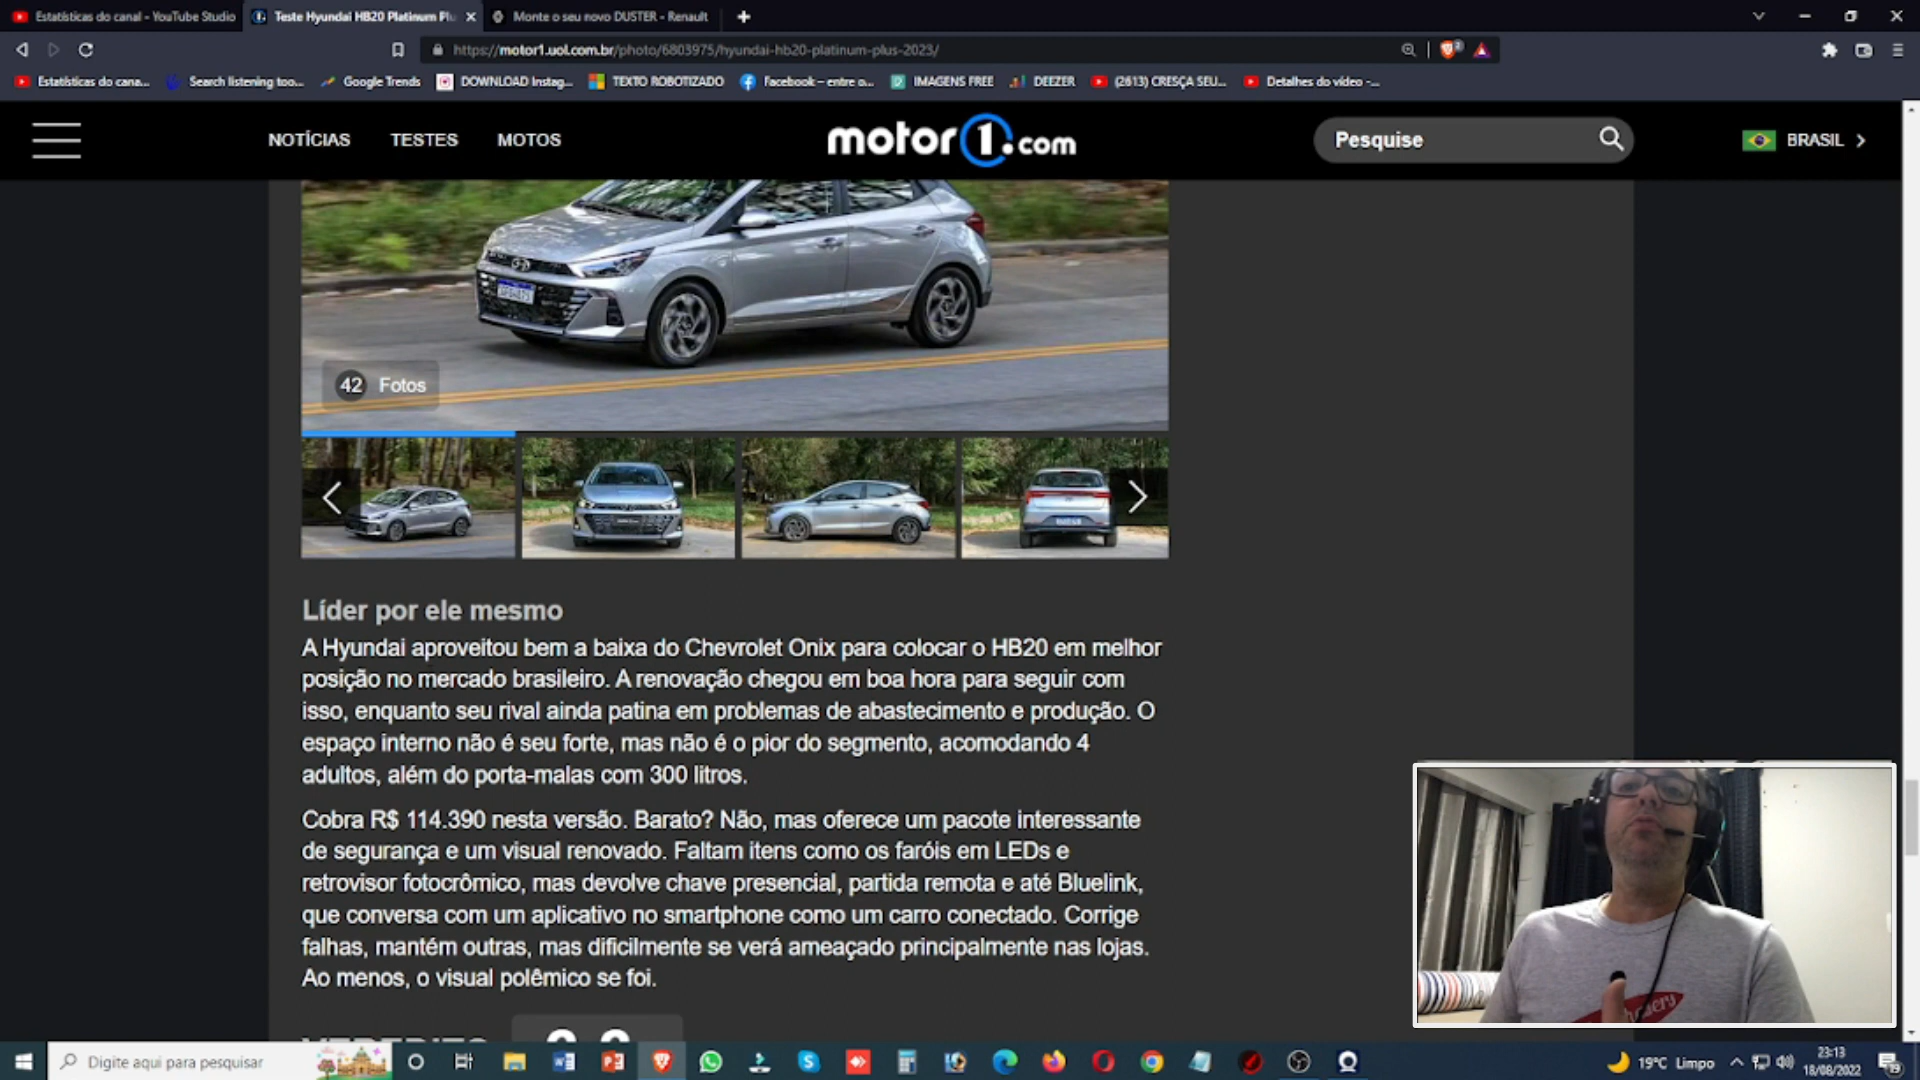 Estatísticas do canal - YouTube Studio
Teste Hyundai HB20 Platinum Pl
Monte o seu novo DUSTER - Renault
https://motor1.uol.com.br/photo/6803975/hyundai-hb20-platinum-plus-2023/
Estatísticas do cana...
Search listening too...
Google Trends
DOWNLOAD Instag...
TEXTO ROBOTIZADO
Facebook – entre o...
IMAGENS FREE
DEEZER
(2613) CRESÇA SEU...
Detalhes do vídeo -...
NOTÍCIAS
TESTES
MOTOS
motor1.com
Pesquise
BRASIL
42 Fotos
Líder por ele mesmo
A Hyundai aproveitou bem a baixa do Chevrolet Onix para colocar o HB20 em melhor
posição no mercado brasileiro. A renovação chegou em boa hora para seguir com
isso, enquanto seu rival ainda patina em problemas de abastecimento e produção. O
espaço interno não é seu forte, mas não é o pior do segmento, acomodando 4
adultos, além do porta-malas com 300 litros.
Cobra R$ 114.390 nesta versão. Barato? Não, mas oferece um pacote interessante
de segurança e um visual renovado. Faltam itens como os faróis em LEDs e
retrovisor fotocrômico, mas devolve chave presencial, partida remota e até Bluelink,
que conversa com um aplicativo no smartphone como um carro conectado. Corrige
falhas, mantém outras, mas dificilmente se verá ameaçado principalmente nas lojas.
Ao menos, o visual polêmico se foi.
Digite aqui para pesquisar
19°C Limpo
23:13
18/08/2022